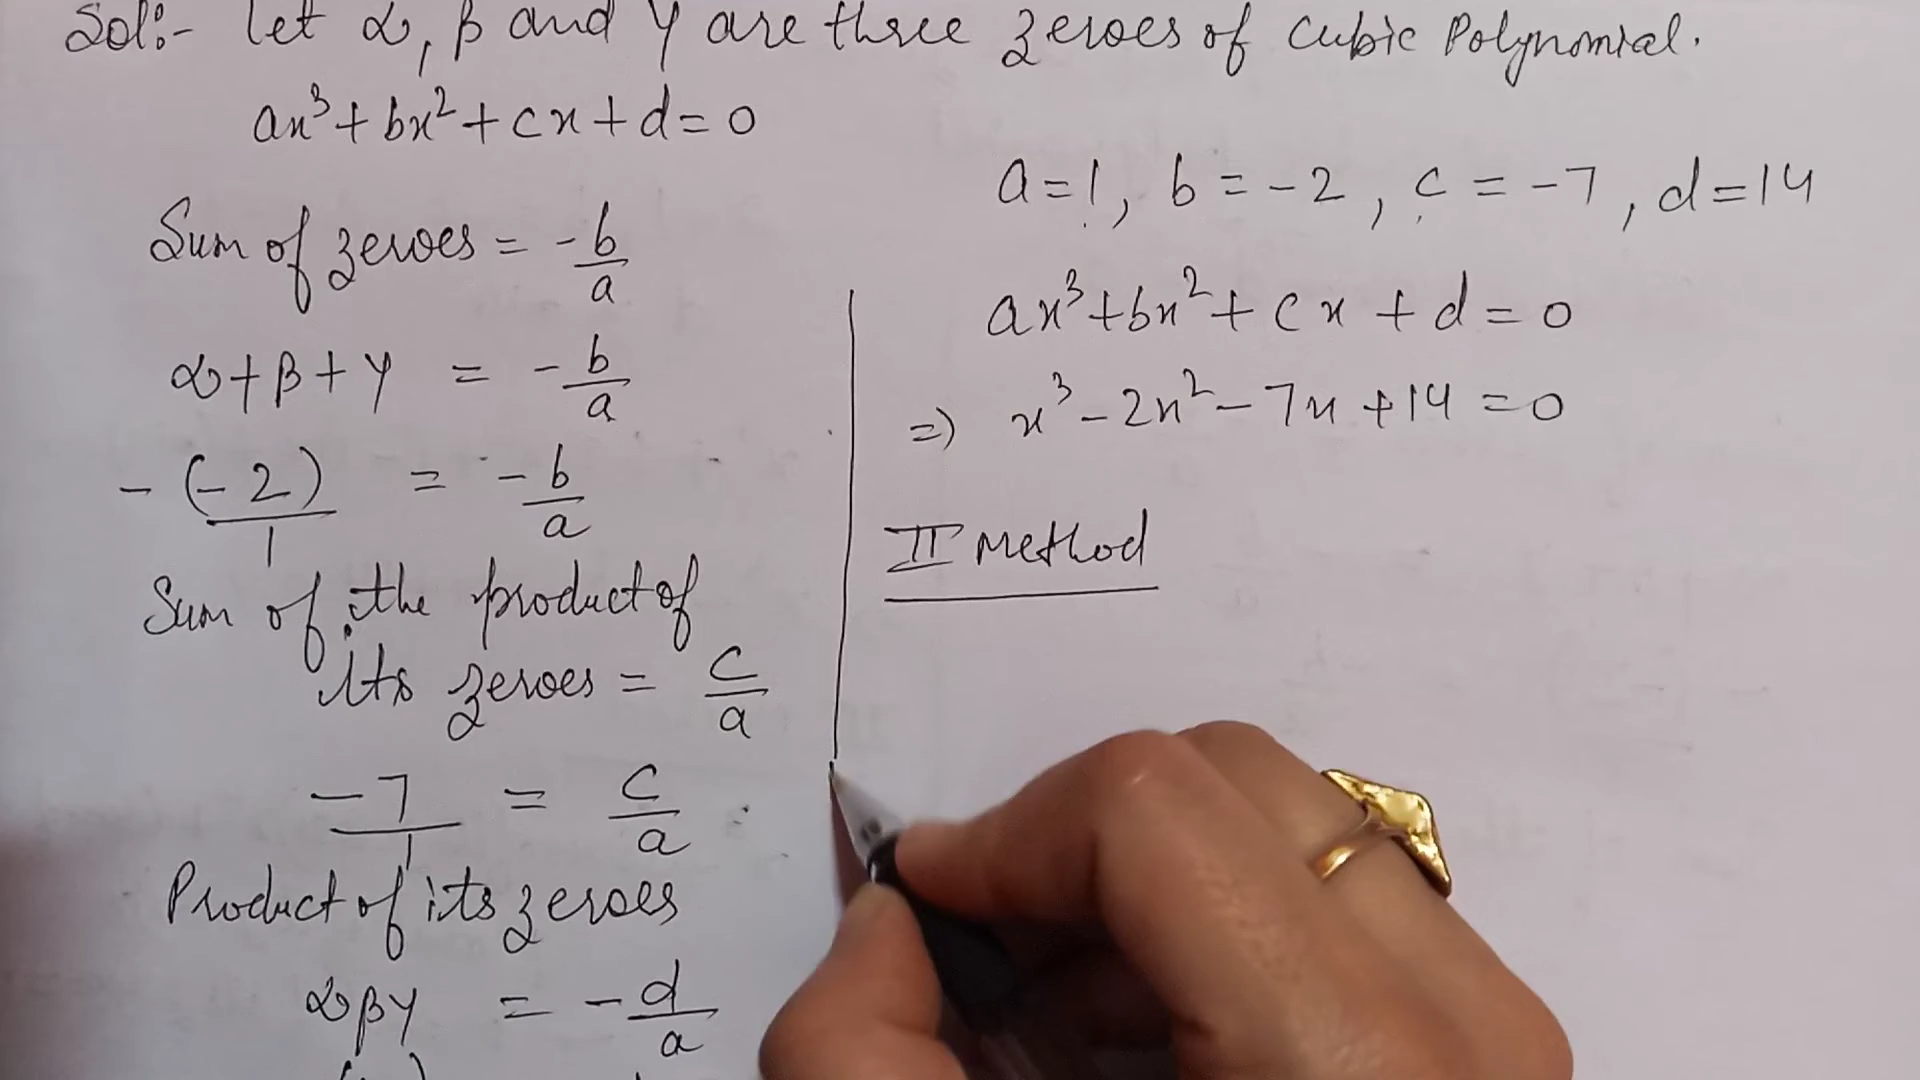 Sol:- let α, β and γ are three zeroes of cubic Polynomial.
ax³ + bx² + cx + d = 0
Sum of zeroes = -b/a
α + β + γ = -b/a
-(-2)/1 = -b/a
Sum of the product of
its zeroes = c/a
-7/1 = c/a
Product of its zeroes
αβγ = -d/a
a=1, b = -2, c = -7, d=14
ax³ + bx² + cx + d = 0
=) x³ - 2x² - 7x + 14 = 0
II Method